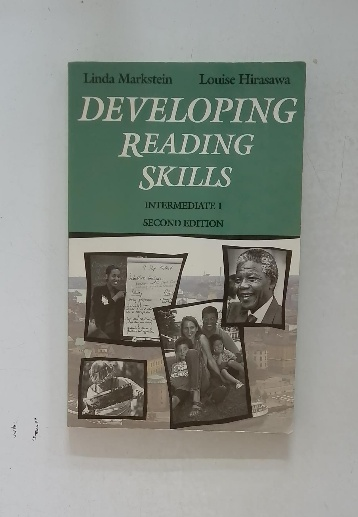 Linda Markstein Louise Hirasawa
DEVELOPING
READING
SKILLS
INTERMEDIATE 1
SECOND EDITION